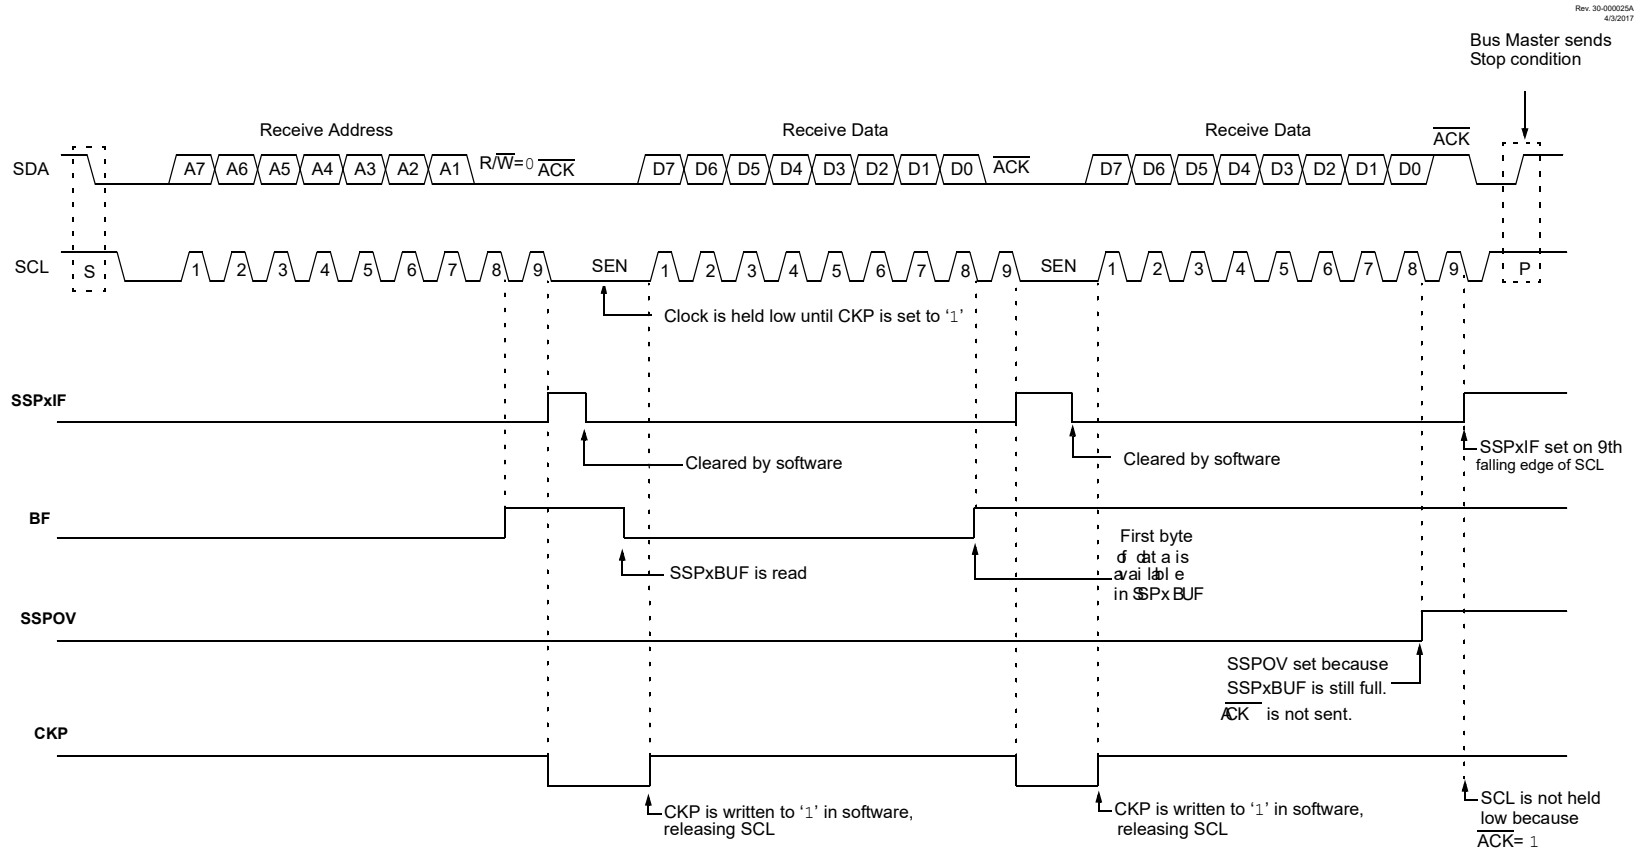 Rev. 30-000025A
4/3/2017
Bus Master sends
Stop condition
Receive Address
Receive Data
Receive Data
ACK
SDA
A7 A6 A5 A4 A3 A2 A1 R/W=0 ACK
D7 D6 D5 D4 D3 D2 D1 D0 ACK
D7 D6 D5 D4 D3 D2 D1 D0
SCL
S
1 2 3 4 5 6 7 8 9 SEN
1 2 3 4 5 6 7 8 9 SEN
1 2 3 4 5 6 7 8 9
P
Clock is held low until CKP is set to ‘1’
SSPxIF
Cleared by software
Cleared by software
SSPxIF set on 9th
falling edge of SCL
BF
SSPxBUF is read
First byte
of data is
available
in SSPxBUF
SSPOV
SSPOV set because
SSPxBUF is still full.
ACK is not sent.
CKP
CKP is written to ‘1’ in software,
releasing SCL
CKP is written to ‘1’ in software,
releasing SCL
SCL is not held
low because
ACK= 1